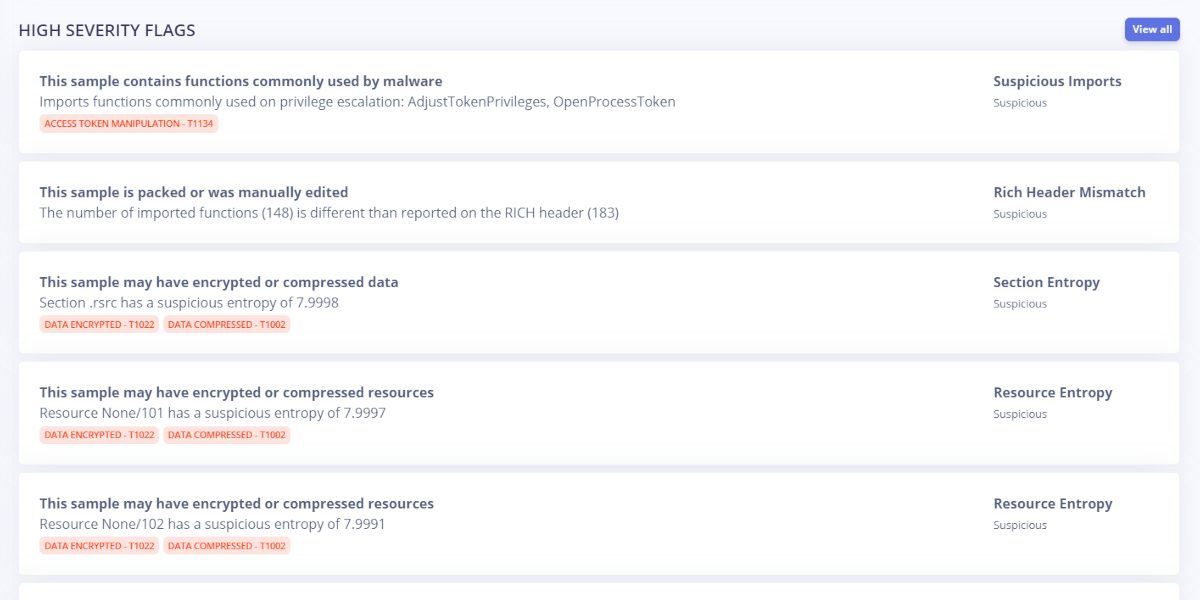 HIGH SEVERITY FLAGS
View all
This sample contains functions commonly used by malware
Imports functions commonly used on privilege escalation: AdjustTokenPrivileges, OpenProcessToken
ACCESS TOKEN MANIPULATION - T1134
Suspicious Imports
Suspicious
This sample is packed or was manually edited
The number of imported functions (148) is different than reported on the RICH header (183)
Rich Header Mismatch
Suspicious
This sample may have encrypted or compressed data
Section .rsrc has a suspicious entropy of 7.9998
DATA ENCRYPTED - T1022 DATA COMPRESSED - T1002
Section Entropy
Suspicious
This sample may have encrypted or compressed resources
Resource None/101 has a suspicious entropy of 7.9997
DATA ENCRYPTED - T1022 DATA COMPRESSED - T1002
Resource Entropy
Suspicious
This sample may have encrypted or compressed resources
Resource None/102 has a suspicious entropy of 7.9991
DATA ENCRYPTED - T1022 DATA COMPRESSED - T1002
Resource Entropy
Suspicious